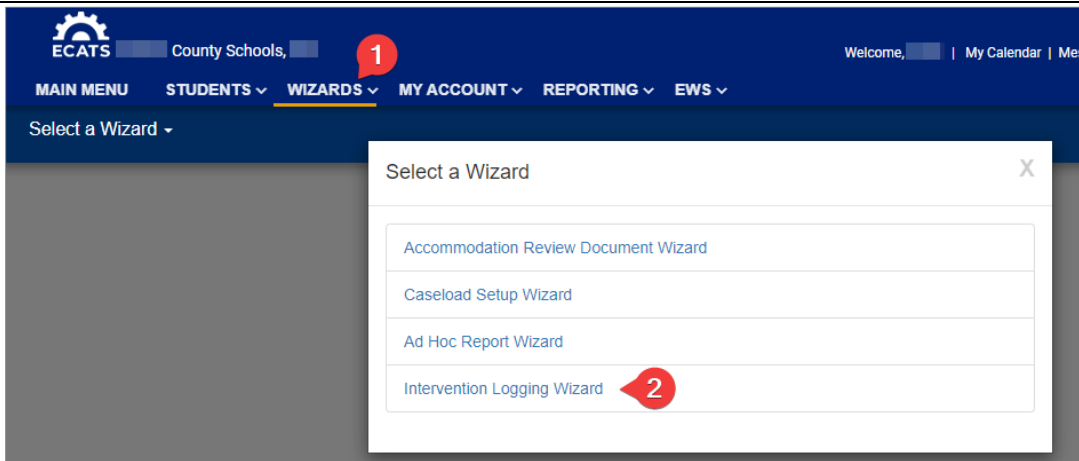 ECATS County Schools,
1
Welcome, | My Calendar | Mes
MAIN MENU STUDENTS WIZARDS MY ACCOUNT REPORTING EWS
Select a Wizard
Select a Wizard X
Accommodation Review Document Wizard
Caseload Setup Wizard
Ad Hoc Report Wizard
Intervention Logging Wizard 2